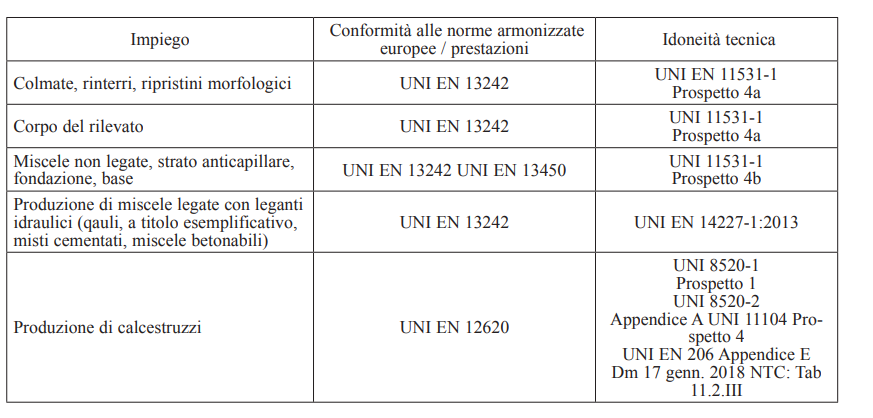 Impiego
Conformità alle norme armonizzate
europee / prestazioni
Idoneità tecnica
Colmate, rinterri, ripristini morfologici
UNI EN 13242
UNI EN 11531-1
Prospetto 4a
Corpo del rilevato
UNI EN 13242
UNI 11531-1
Prospetto 4a
Miscele non legate, strato anticapillare,
fondazione, base
UNI EN 13242 UNI EN 13450
UNI 11531-1
Prospetto 4b
Produzione di miscele legate con leganti
idraulici (qauli, a titolo esemplificativo,
misti cementati, miscele betonabili)
UNI EN 13242
UNI EN 14227-1:2013
Produzione di calcestruzzi
UNI EN 12620
UNI 8520-1
Prospetto 1
UNI 8520-2
Appendice A UNI 11104 Pro-
spetto 4
UNI EN 206 Appendice E
Dm 17 genn. 2018 NTC: Tab
11.2.III